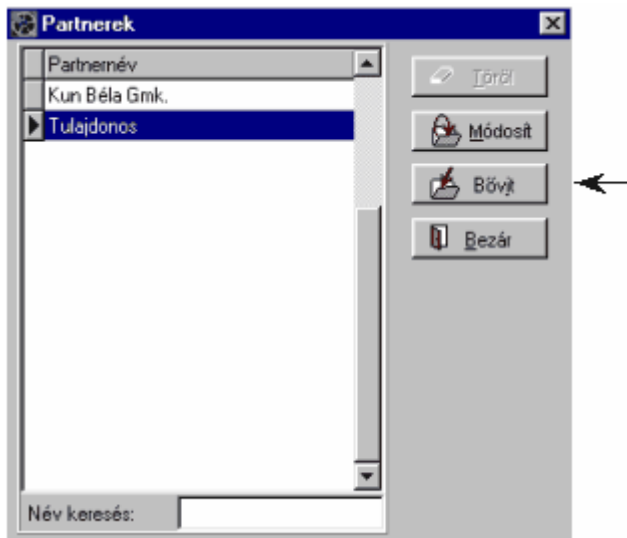 Partnerek
Partnernév
Kun Béla Gmk.
Tulajdonos
Töröl
Módosít
Bővít
Bezár
Név keresés: